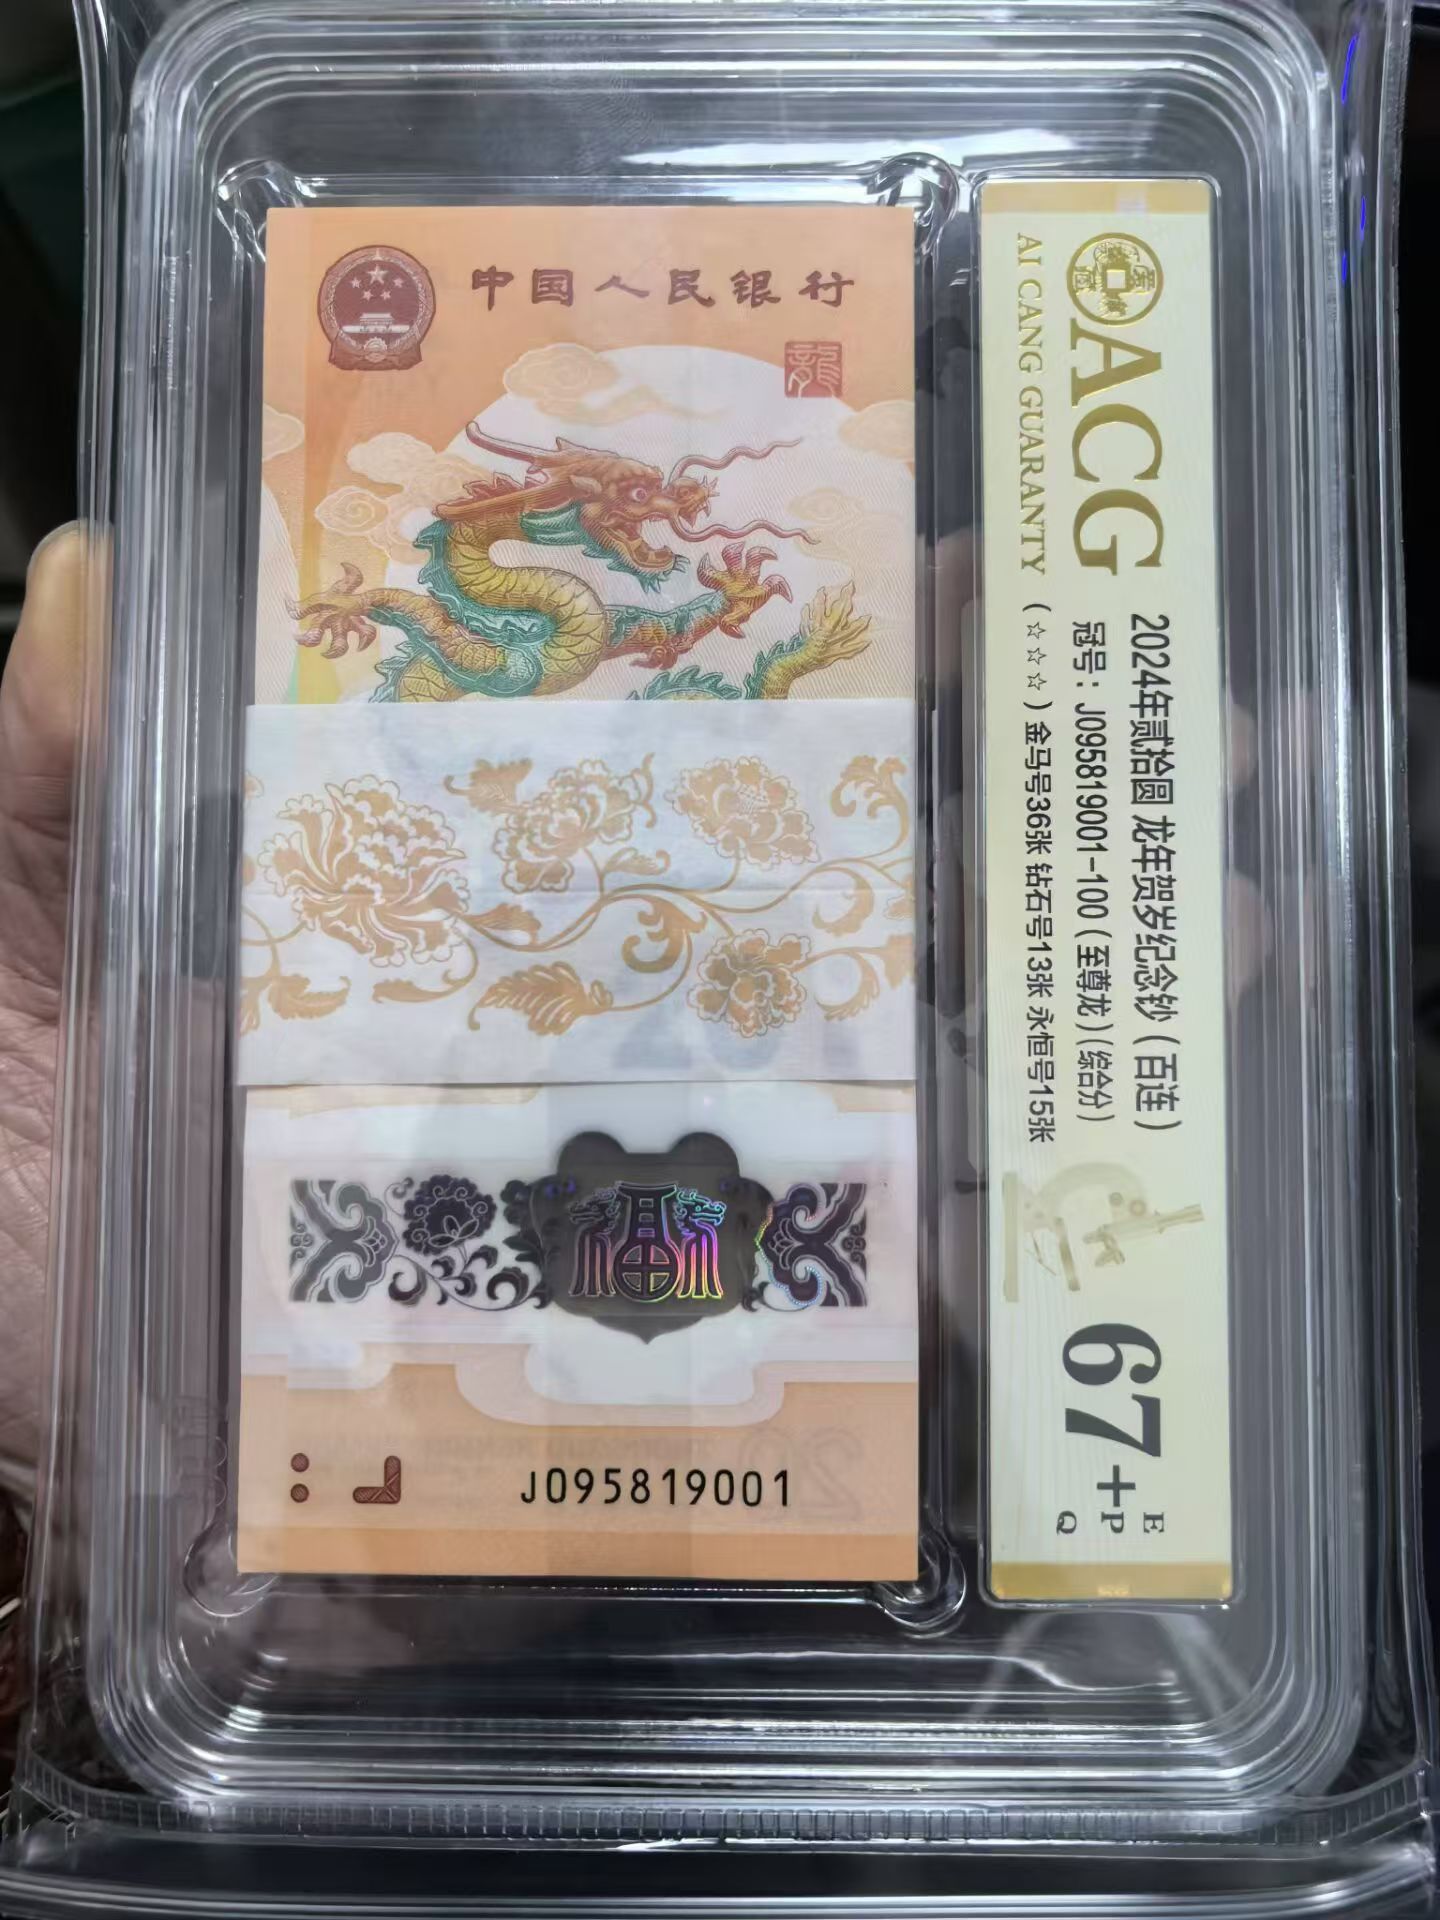 中国人民银行
龍
福
J095819001
20
ACG
AI CANG GUARANTY
2024年贰拾圆 龙年贺岁纪念钞（百连）
冠号：J095819001-100（至尊龙）（综合分）
（☆☆☆）金马号36张 钻石号13张 永恒号15张
67+
E
P
Q